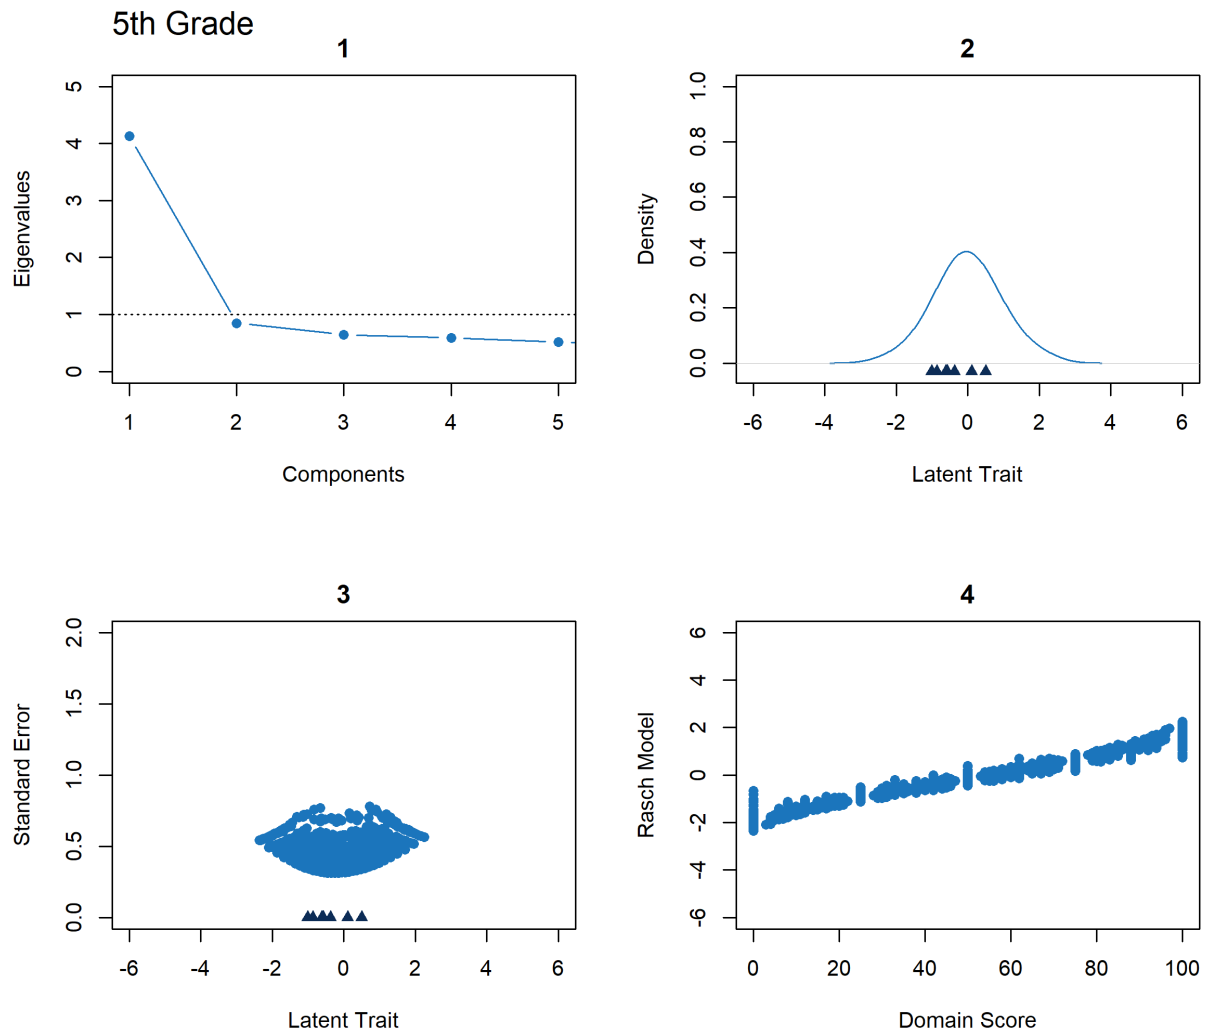 5th Grade
1
5
4
3
2
1
0
Eigenvalues
1 2 3 4 5
Components
2
1.0
0.8
0.6
0.4
0.2
0.0
Density
-6 -4 -2 0 2 4 6
Latent Trait
3
2.0
1.5
1.0
0.5
0.0
Standard Error
-6 -4 -2 0 2 4 6
Latent Trait
4
6
4
2
0
-2
-4
-6
Rasch Model
0 20 40 60 80 100
Domain Score